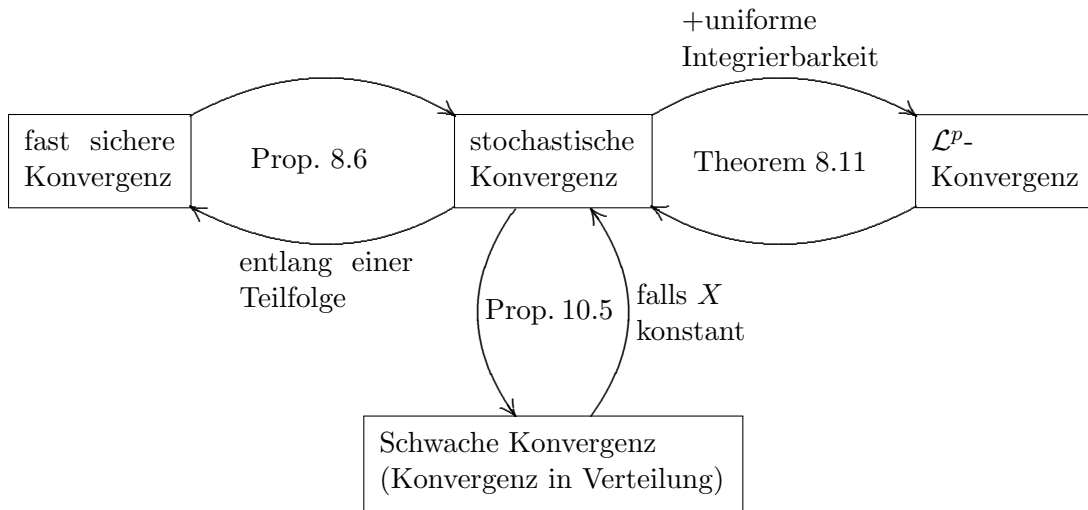 +uniforme
Integrierbarkeit
fast sichere
Konvergenz
Prop. 8.6
stochastische
Konvergenz
Theorem 8.11
ℒᵖ-
Konvergenz
entlang einer
Teilfolge
Prop. 10.5
falls X
konstant
Schwache Konvergenz
(Konvergenz in Verteilung)